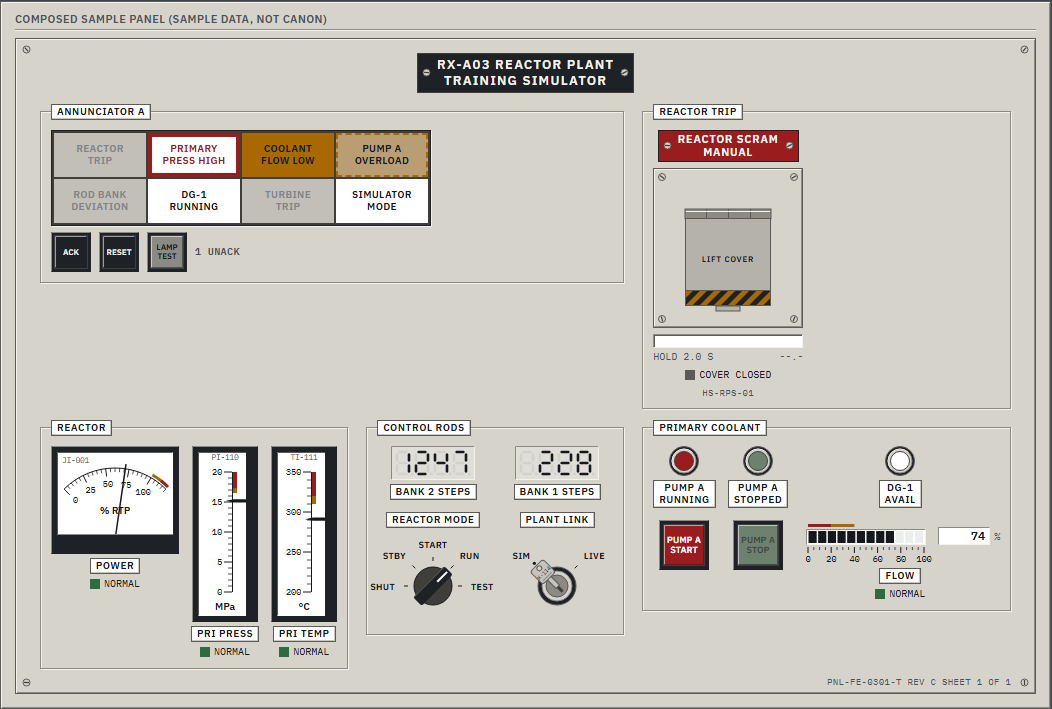 COMPOSED SAMPLE PANEL (SAMPLE DATA, NOT CANON)
RX-A03 REACTOR PLANT
TRAINING SIMULATOR
ANNUNCIATOR A
REACTOR
TRIP
PRIMARY
PRESS HIGH
COOLANT
FLOW LOW
PUMP A
OVERLOAD
ROD BANK
DEVIATION
DG-1
RUNNING
TURBINE
TRIP
SIMULATOR
MODE
ACK
RESET
LAMP
TEST
1 UNACK
REACTOR TRIP
REACTOR SCRAM
MANUAL
LIFT COVER
HOLD 2.0 S
--.-
COVER CLOSED
HS-RPS-01
REACTOR
JI-001
0 25 50 75 100
% RTP
POWER
NORMAL
PI-110
20
15
10
5
0
MPa
PRI PRESS
NORMAL
TI-111
350
300
250
200
°C
PRI TEMP
NORMAL
CONTROL RODS
1247
BANK 2 STEPS
228
BANK 1 STEPS
REACTOR MODE
SHUT
STBY
START
RUN
TEST
PLANT LINK
SIM
LIVE
PRIMARY COOLANT
PUMP A
RUNNING
PUMP A
STOPPED
DG-1
AVAIL
PUMP A
START
PUMP A
STOP
0 20 40 60 80 100
74 %
FLOW
NORMAL
PNL-FE-0301-T REV C SHEET 1 OF 1